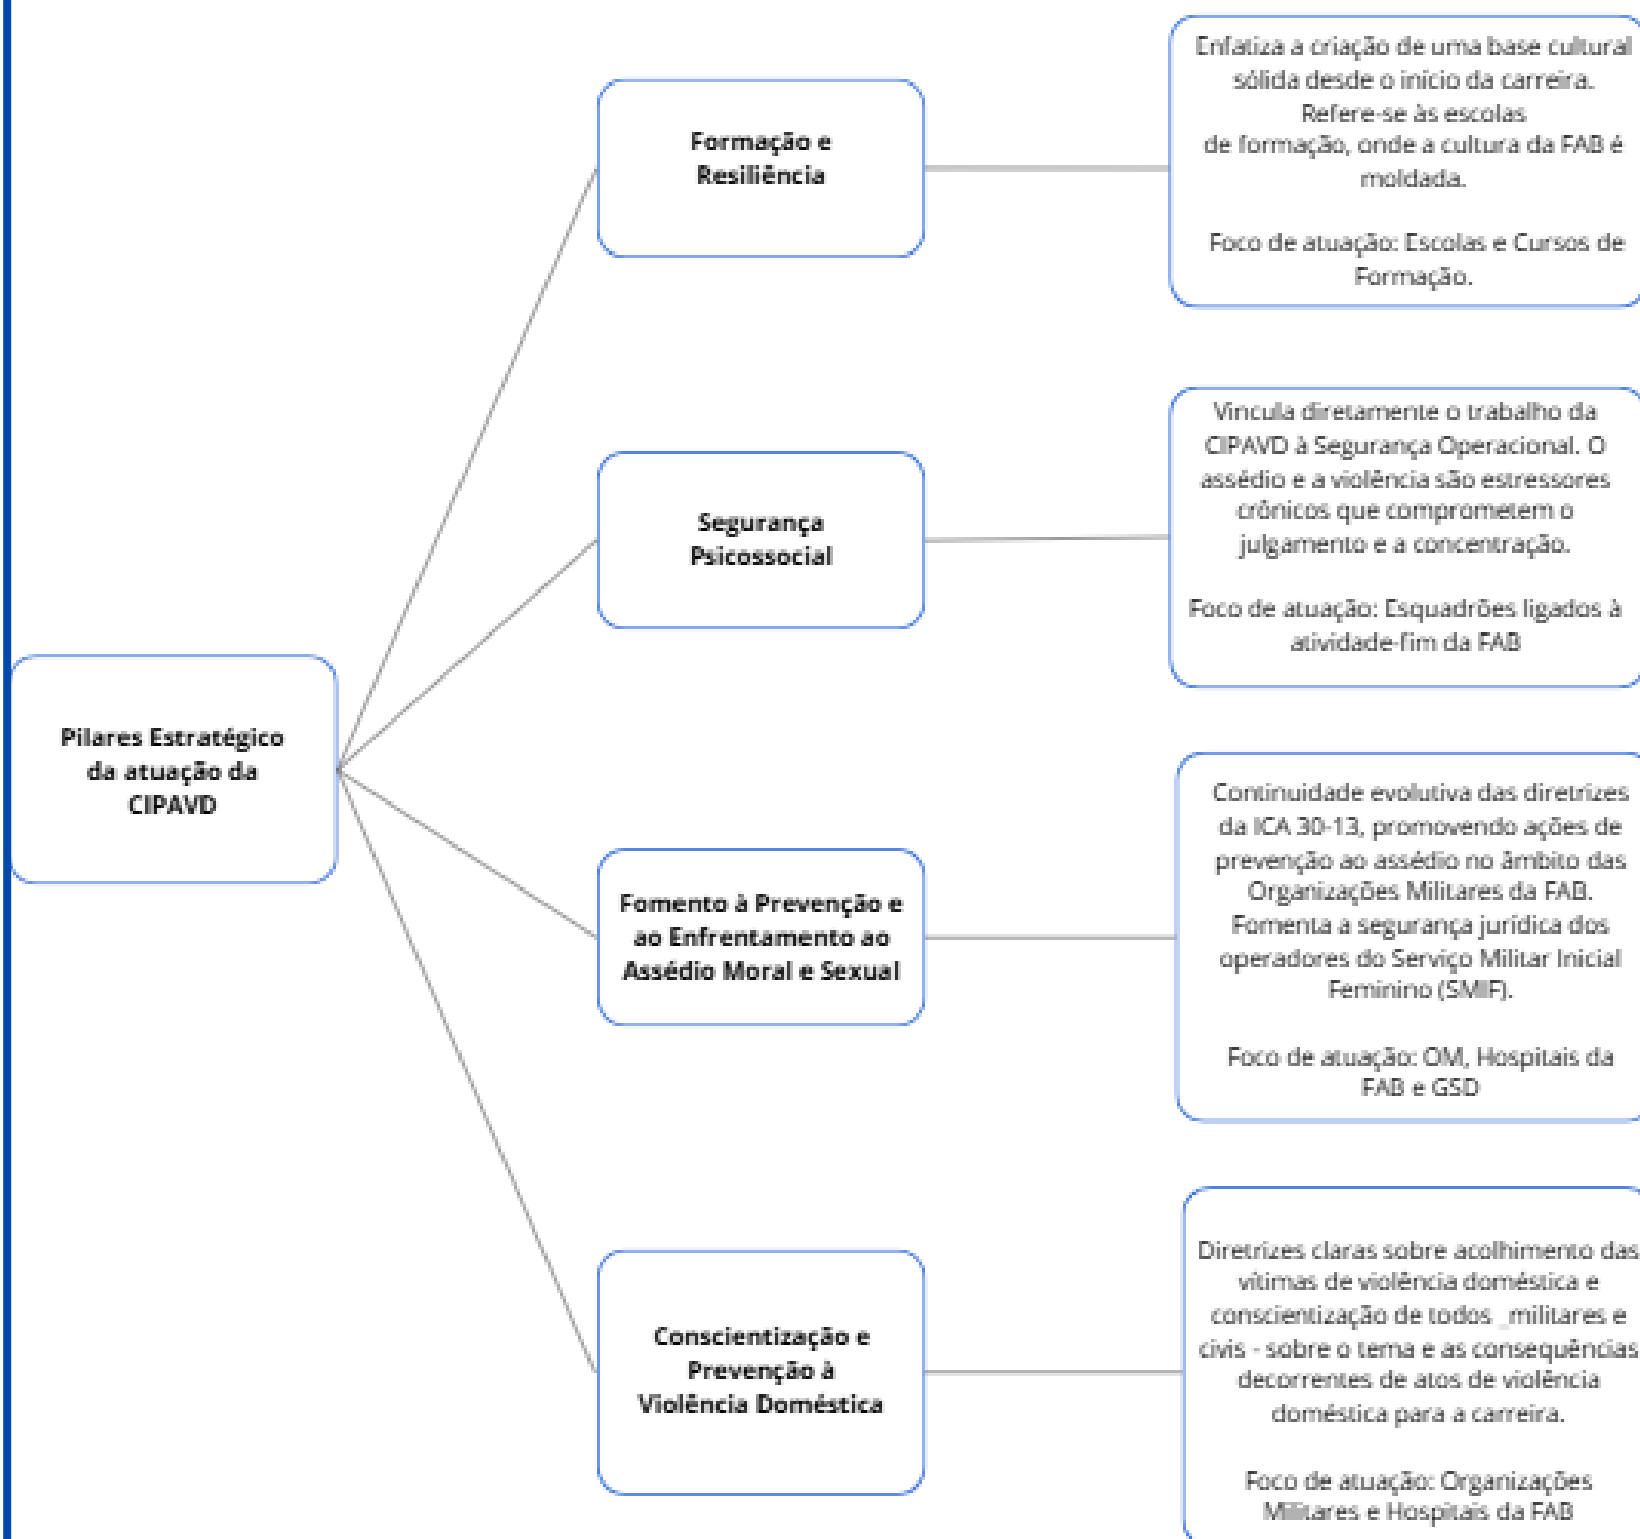 Pilares Estratégico
da atuação da
CIPAVD
Formação e
Resiliência
Enfatiza a criação de uma base cultural
sólida desde o início da carreira.
Refere-se às escolas
de formação, onde a cultura da FAB é
moldada.
Foco de atuação: Escolas e Cursos de
Formação.
Segurança
Psicossocial
Vincula diretamente o trabalho da
CIPAVD à Segurança Operacional. O
assédio e a violência são estressores
crônicos que comprometem o
julgamento e a concentração.
Foco de atuação: Esquadrões ligados à
atividade-fim da FAB
Fomento à Prevenção e
ao Enfrentamento ao
Assédio Moral e Sexual
Continuidade evolutiva das diretrizes
da ICA 30-13, promovendo ações de
prevenção ao assédio no âmbito das
Organizações Militares da FAB.
Fomenta a segurança jurídica dos
operadores do Serviço Militar Inicial
Feminino (SMIF).
Foco de atuação: OM, Hospitais da
FAB e GSD
Conscientização e
Prevenção à
Violência Doméstica
Diretrizes claras sobre acolhimento das
vítimas de violência doméstica e
conscientização de todos _militares e
civis - sobre o tema e as consequências
decorrentes de atos de violência
doméstica para a carreira.
Foco de atuação: Organizações
Militares e Hospitais da FAB